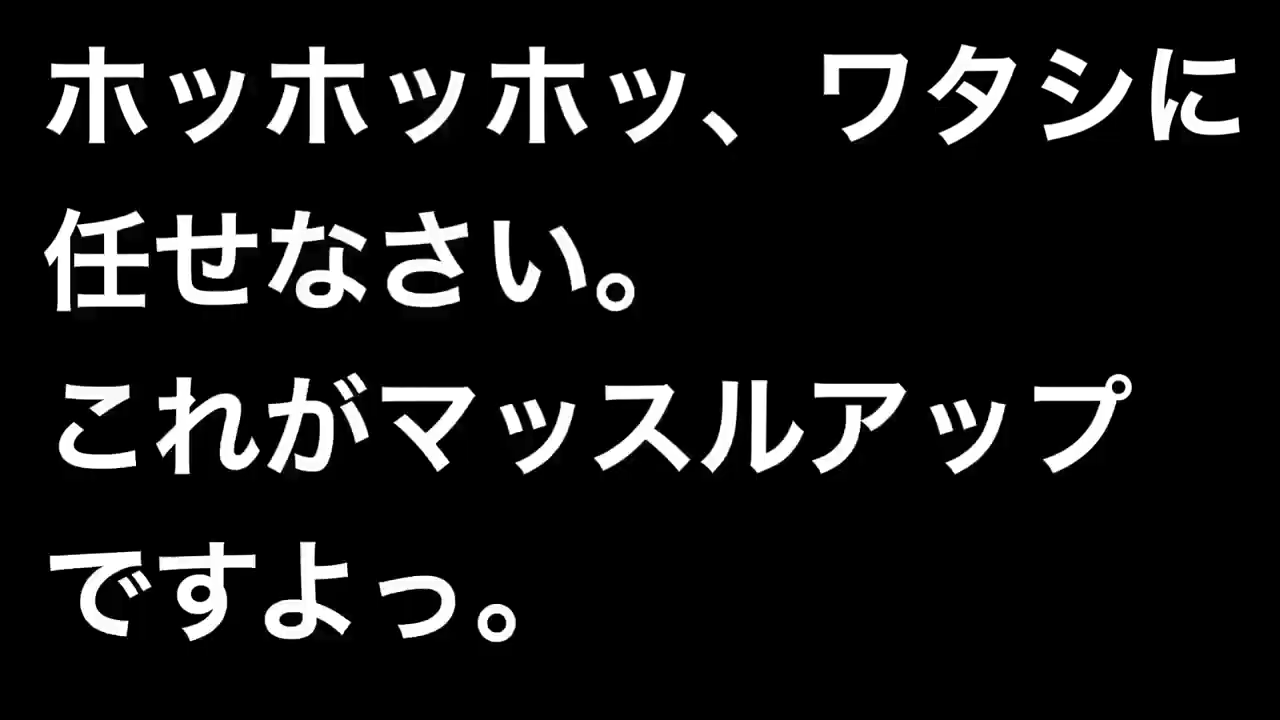 ホッホッホッ、ワタシに
任せなさい。
これがマッスルアップ
ですよっ。